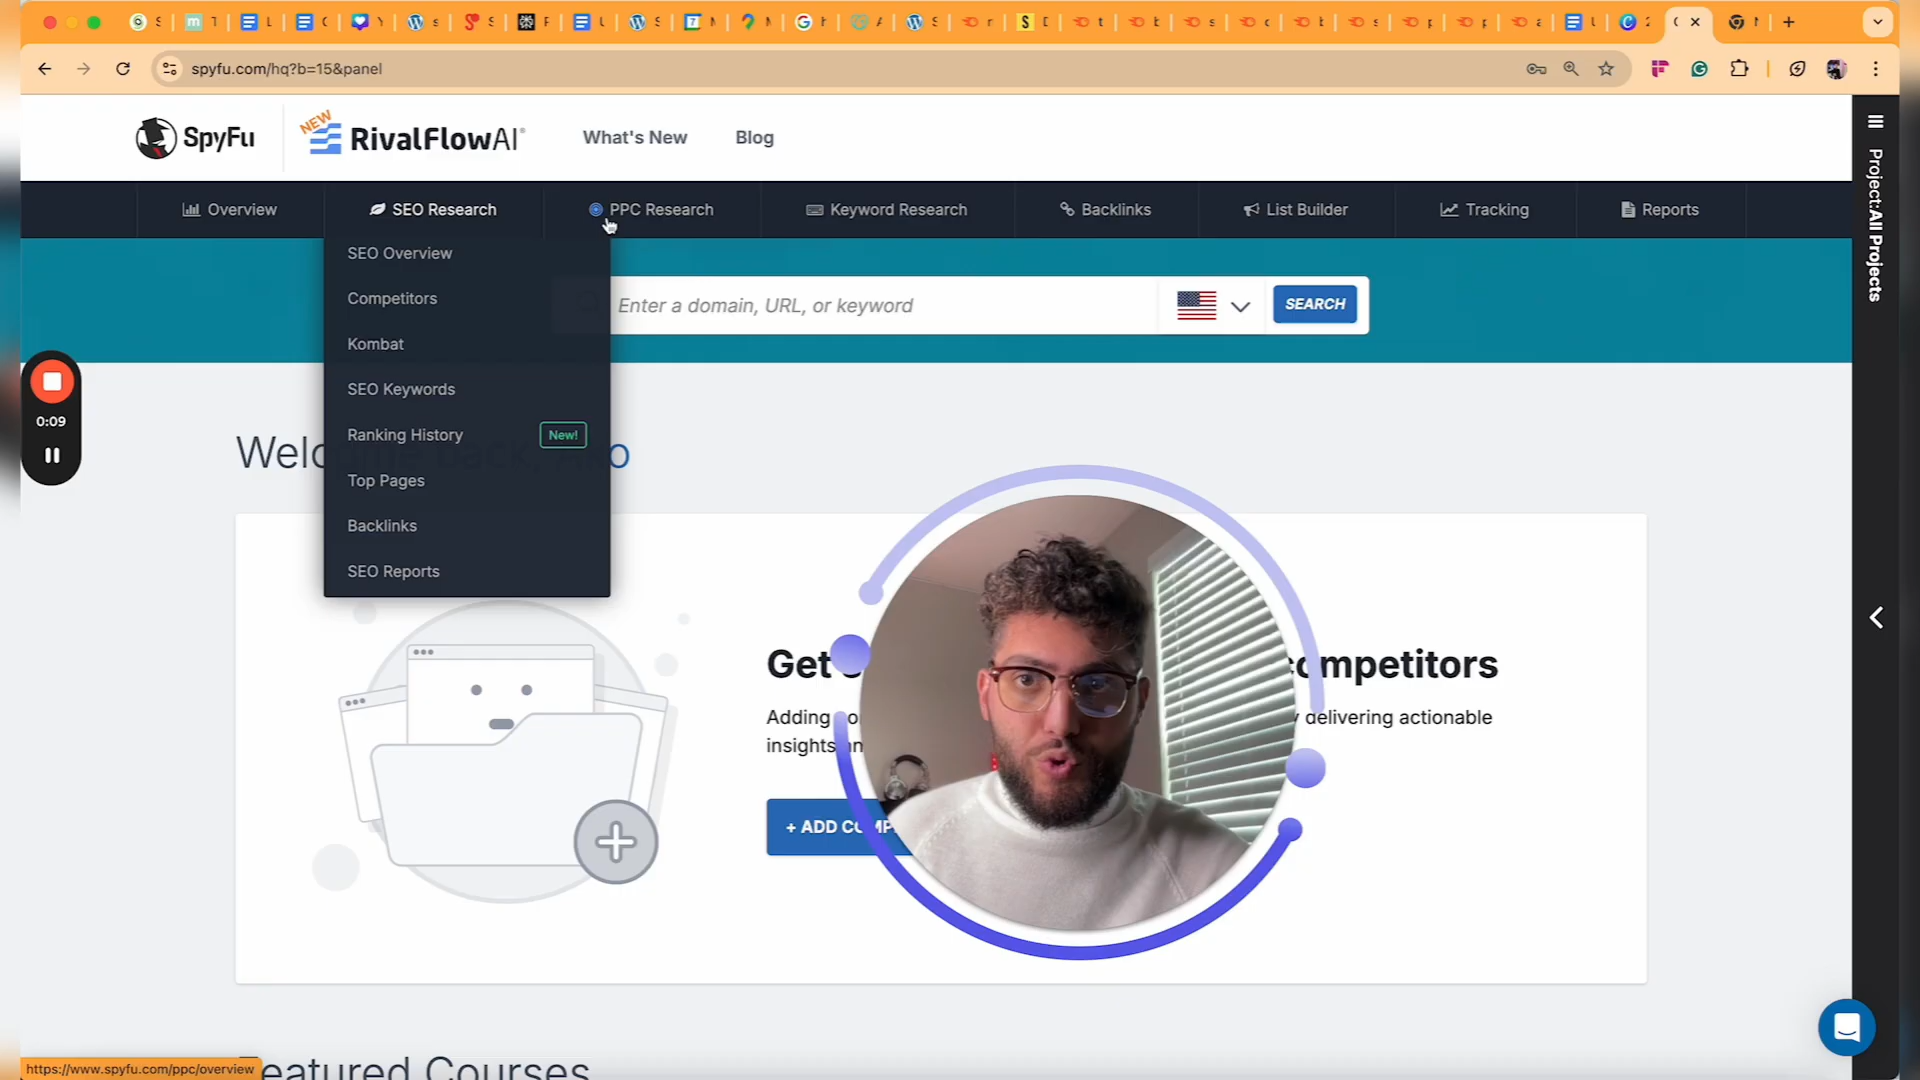 spyfu.com/hq?b=15&panel
SpyFu
NEW
RivalFlowAI
What's New
Blog
Overview
SEO Research
PPC Research
Keyword Research
Backlinks
List Builder
Tracking
Reports
SEO Overview
Competitors
Kombat
SEO Keywords
Ranking History
New!
Top Pages
Backlinks
SEO Reports
Enter a domain, URL, or keyword
SEARCH
Project:All Projects
0:09
Get
competitors
Adding
delivering actionable
insights
+ ADD COMP
Featured Courses
https://www.spyfu.com/ppc/overview